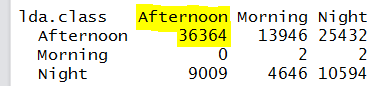 lda.class Afternoon Morning Night
Afternoon 36364 13946 25432
Morning 0 2 2
Night 9009 4646 10594